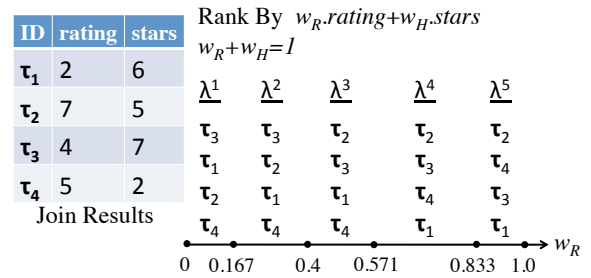 ID rating stars
τ1 2 6
τ2 7 5
τ3 4 7
τ4 5 2
Join Results
Rank By wR.rating+wH.stars
wR+wH=1
λ1 λ2 λ3 λ4 λ5
τ3 τ3 τ2 τ2 τ2
τ1 τ2 τ3 τ3 τ4
τ2 τ1 τ1 τ4 τ3
τ4 τ4 τ4 τ1 τ1
wR
0 0.167 0.4 0.571 0.833 1.0